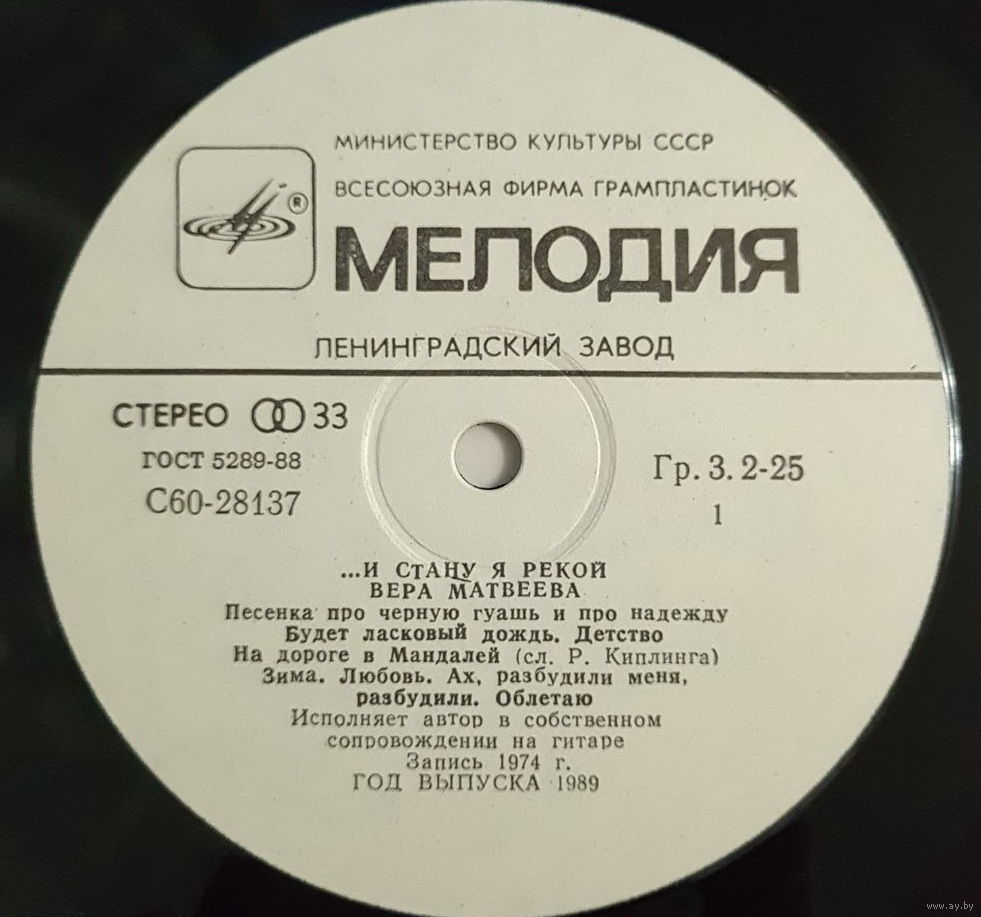 МИНИСТЕРСТВО КУЛЬТУРЫ СССР
ВСЕСОЮЗНАЯ ФИРМА ГРАМПЛАСТИНОК
®
МЕЛОДИЯ
ЛЕНИНГРАДСКИЙ ЗАВОД
СТЕРЕО 33
ГОСТ 5289-88
С60-28137
Гр. 3. 2-25
1
...И СТАНУ Я РЕКОЙ
ВЕРА МАТВЕЕВА
Песенка про черную гуашь и про надежду
Будет ласковый дождь. Детство
На дороге в Мандалей (сл. Р. Киплинга)
Зима. Любовь. Ах, разбудили меня,
разбудили. Облетаю
Исполняет автор в собственном
сопровождении на гитаре
Запись 1974 г.
ГОД ВЫПУСКА 1989
www.ay.by